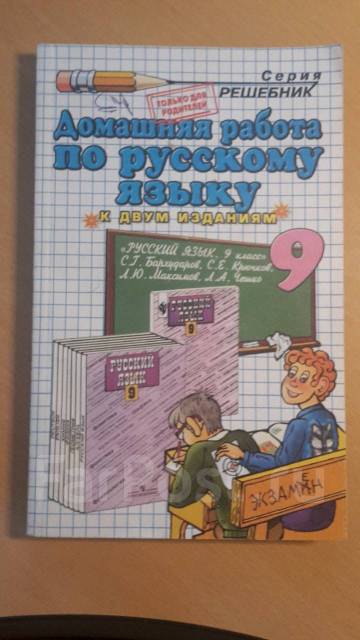 Серия
РЕШЕБНИК
ТОЛЬКО ДЛЯ
РОДИТЕЛЕЙ
Домашняя работа
по русскому
языку
К ДВУМ ИЗДАНИЯМ
9
«РУССКИЙ ЯЗЫК. 9 КЛАСС»
С.Г. Бархударов, С.Е. Крючков,
Л.Ю. Максимов, Л.А. Чешко
РУССКИЙ
ЯЗЫК
9
РУССКИЙ
ЯЗЫК
9
ЭКЗАМЕН
FarPost